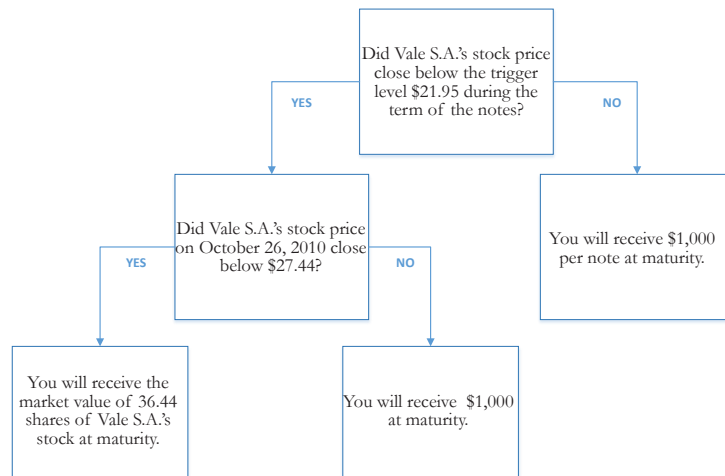 Did Vale S.A.'s stock price
close below the trigger
level $21.95 during the
term of the notes?
YES
NO
Did Vale S.A.'s stock price
on October 26, 2010 close
below $27.44?
You will receive $1,000
per note at maturity.
YES
NO
You will receive the
market value of 36.44
shares of Vale S.A.'s
stock at maturity.
You will receive $1,000
at maturity.